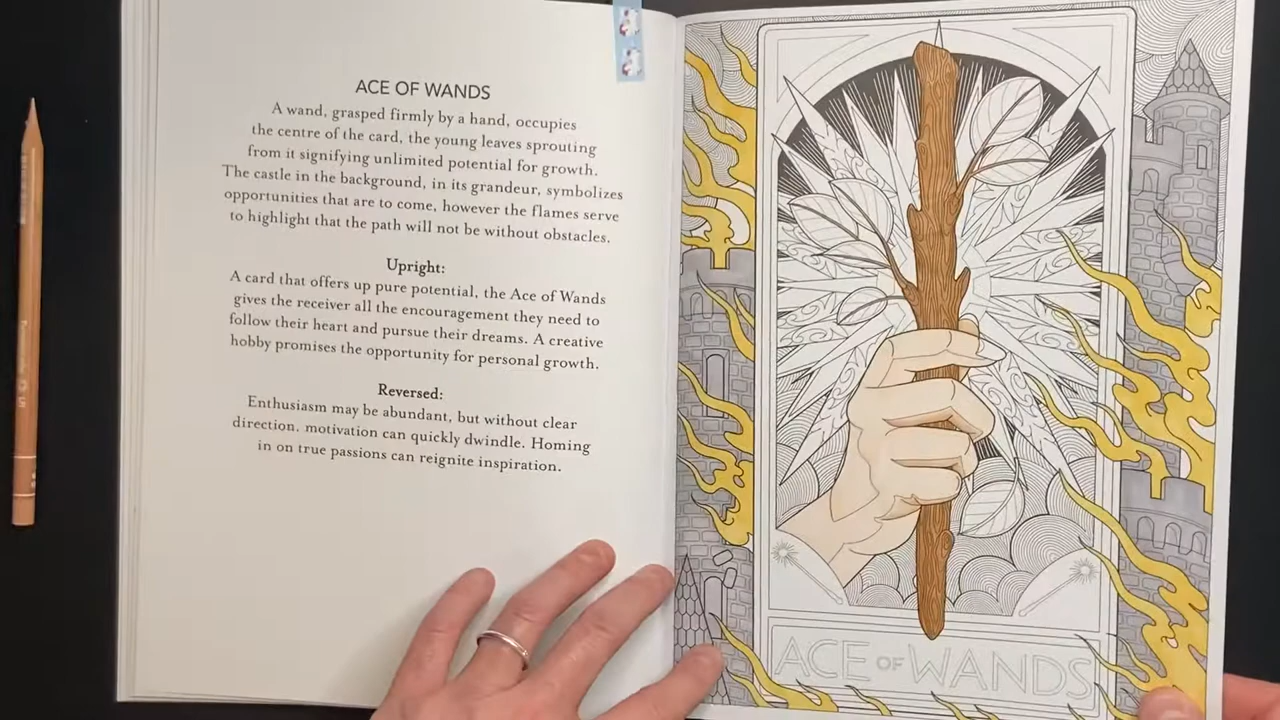 ACE OF WANDS
A wand, grasped firmly by a hand, occupies
the centre of the card, the young leaves sprouting
from it signifying unlimited potential for growth.
The castle in the background, in its grandeur, symbolizes
opportunities that are to come, however the flames serve
to highlight that the path will not be without obstacles.
Upright:
A card that offers up pure potential, the Ace of Wands
gives the receiver all the encouragement they need to
follow their heart and pursue their dreams. A creative
hobby promises the opportunity for personal growth.
Reversed:
Enthusiasm may be abundant, but without clear
direction, motivation can quickly dwindle. Homing
in on true passions can reignite inspiration.
ACE OF WANDS